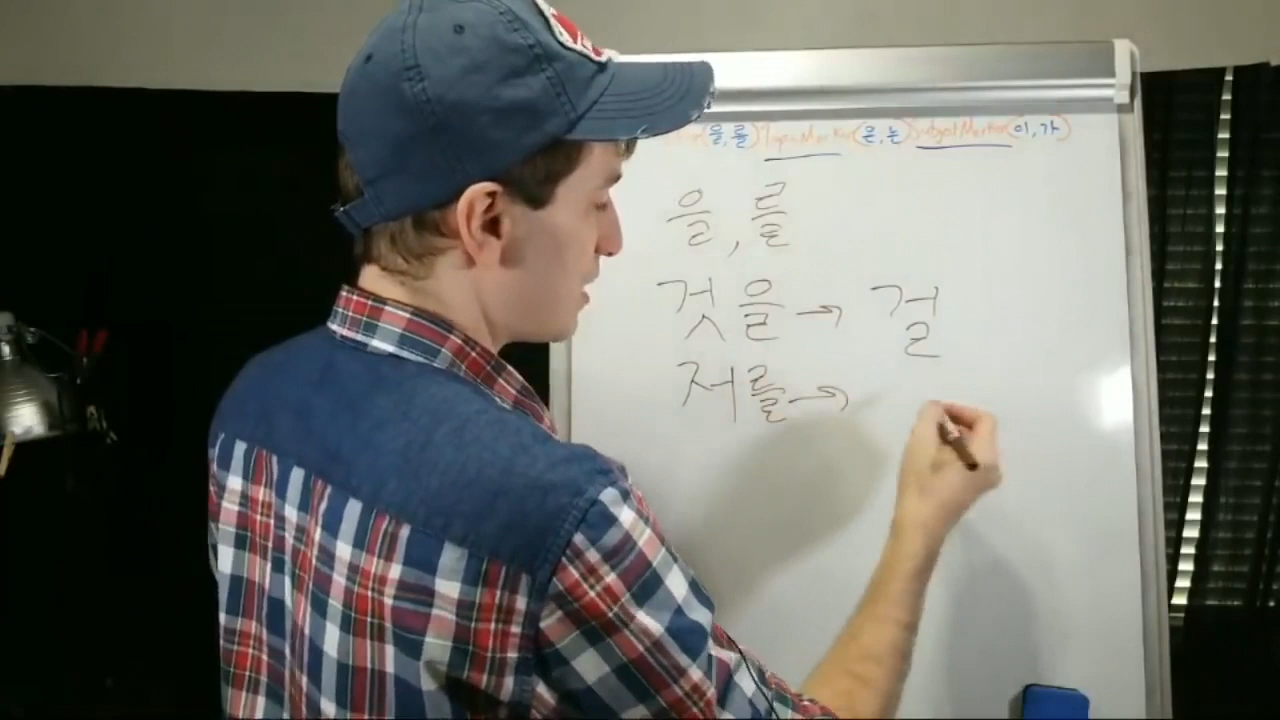 (을,를) Topic Marker (은,는) Subject Marker (이,가)
을,를
것을→ 걸
저를→